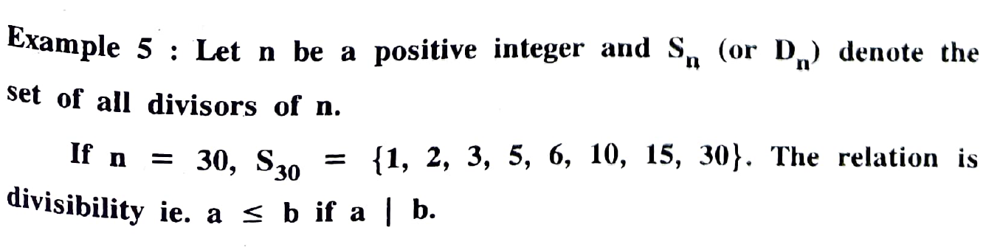 Example 5 : Let n be a positive integer and Sₙ (or Dₙ) denote the
set of all divisors of n.
If n = 30, S₃₀ = {1, 2, 3, 5, 6, 10, 15, 30}. The relation is
divisibility ie. a ≤ b if a | b.